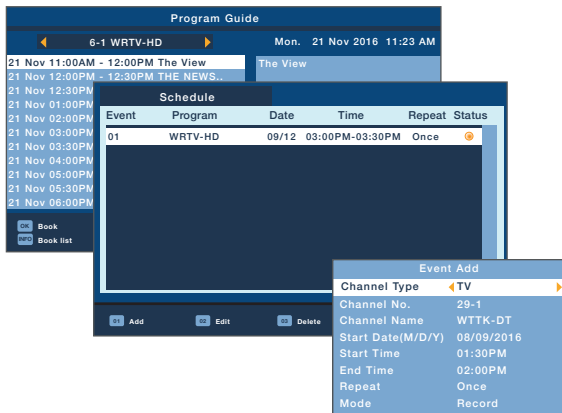 Program Guide
6-1 WRTV-HD
Mon. 21 Nov 2016 11:23 AM
21 Nov 11:00AM - 12:00PM The View
The View
21 Nov 12:00PM - 12:30PM THE NEWS..
21 Nov 12:30PM
21 Nov 01:00PM
21 Nov 02:00PM
21 Nov 03:00PM
21 Nov 03:30PM
21 Nov 04:00PM
21 Nov 05:00PM
21 Nov 05:30PM
21 Nov 06:00PM
OK Book
INFO Book list
Schedule
Event Program Date Time Repeat Status
01 WRTV-HD 09/12 03:00PM-03:30PM Once
01 Add 02 Edit 03 Delete
Event Add
Channel Type TV
Channel No. 29-1
Channel Name WTTK-DT
Start Date(M/D/Y) 08/09/2016
Start Time 01:30PM
End Time 02:00PM
Repeat Once
Mode Record